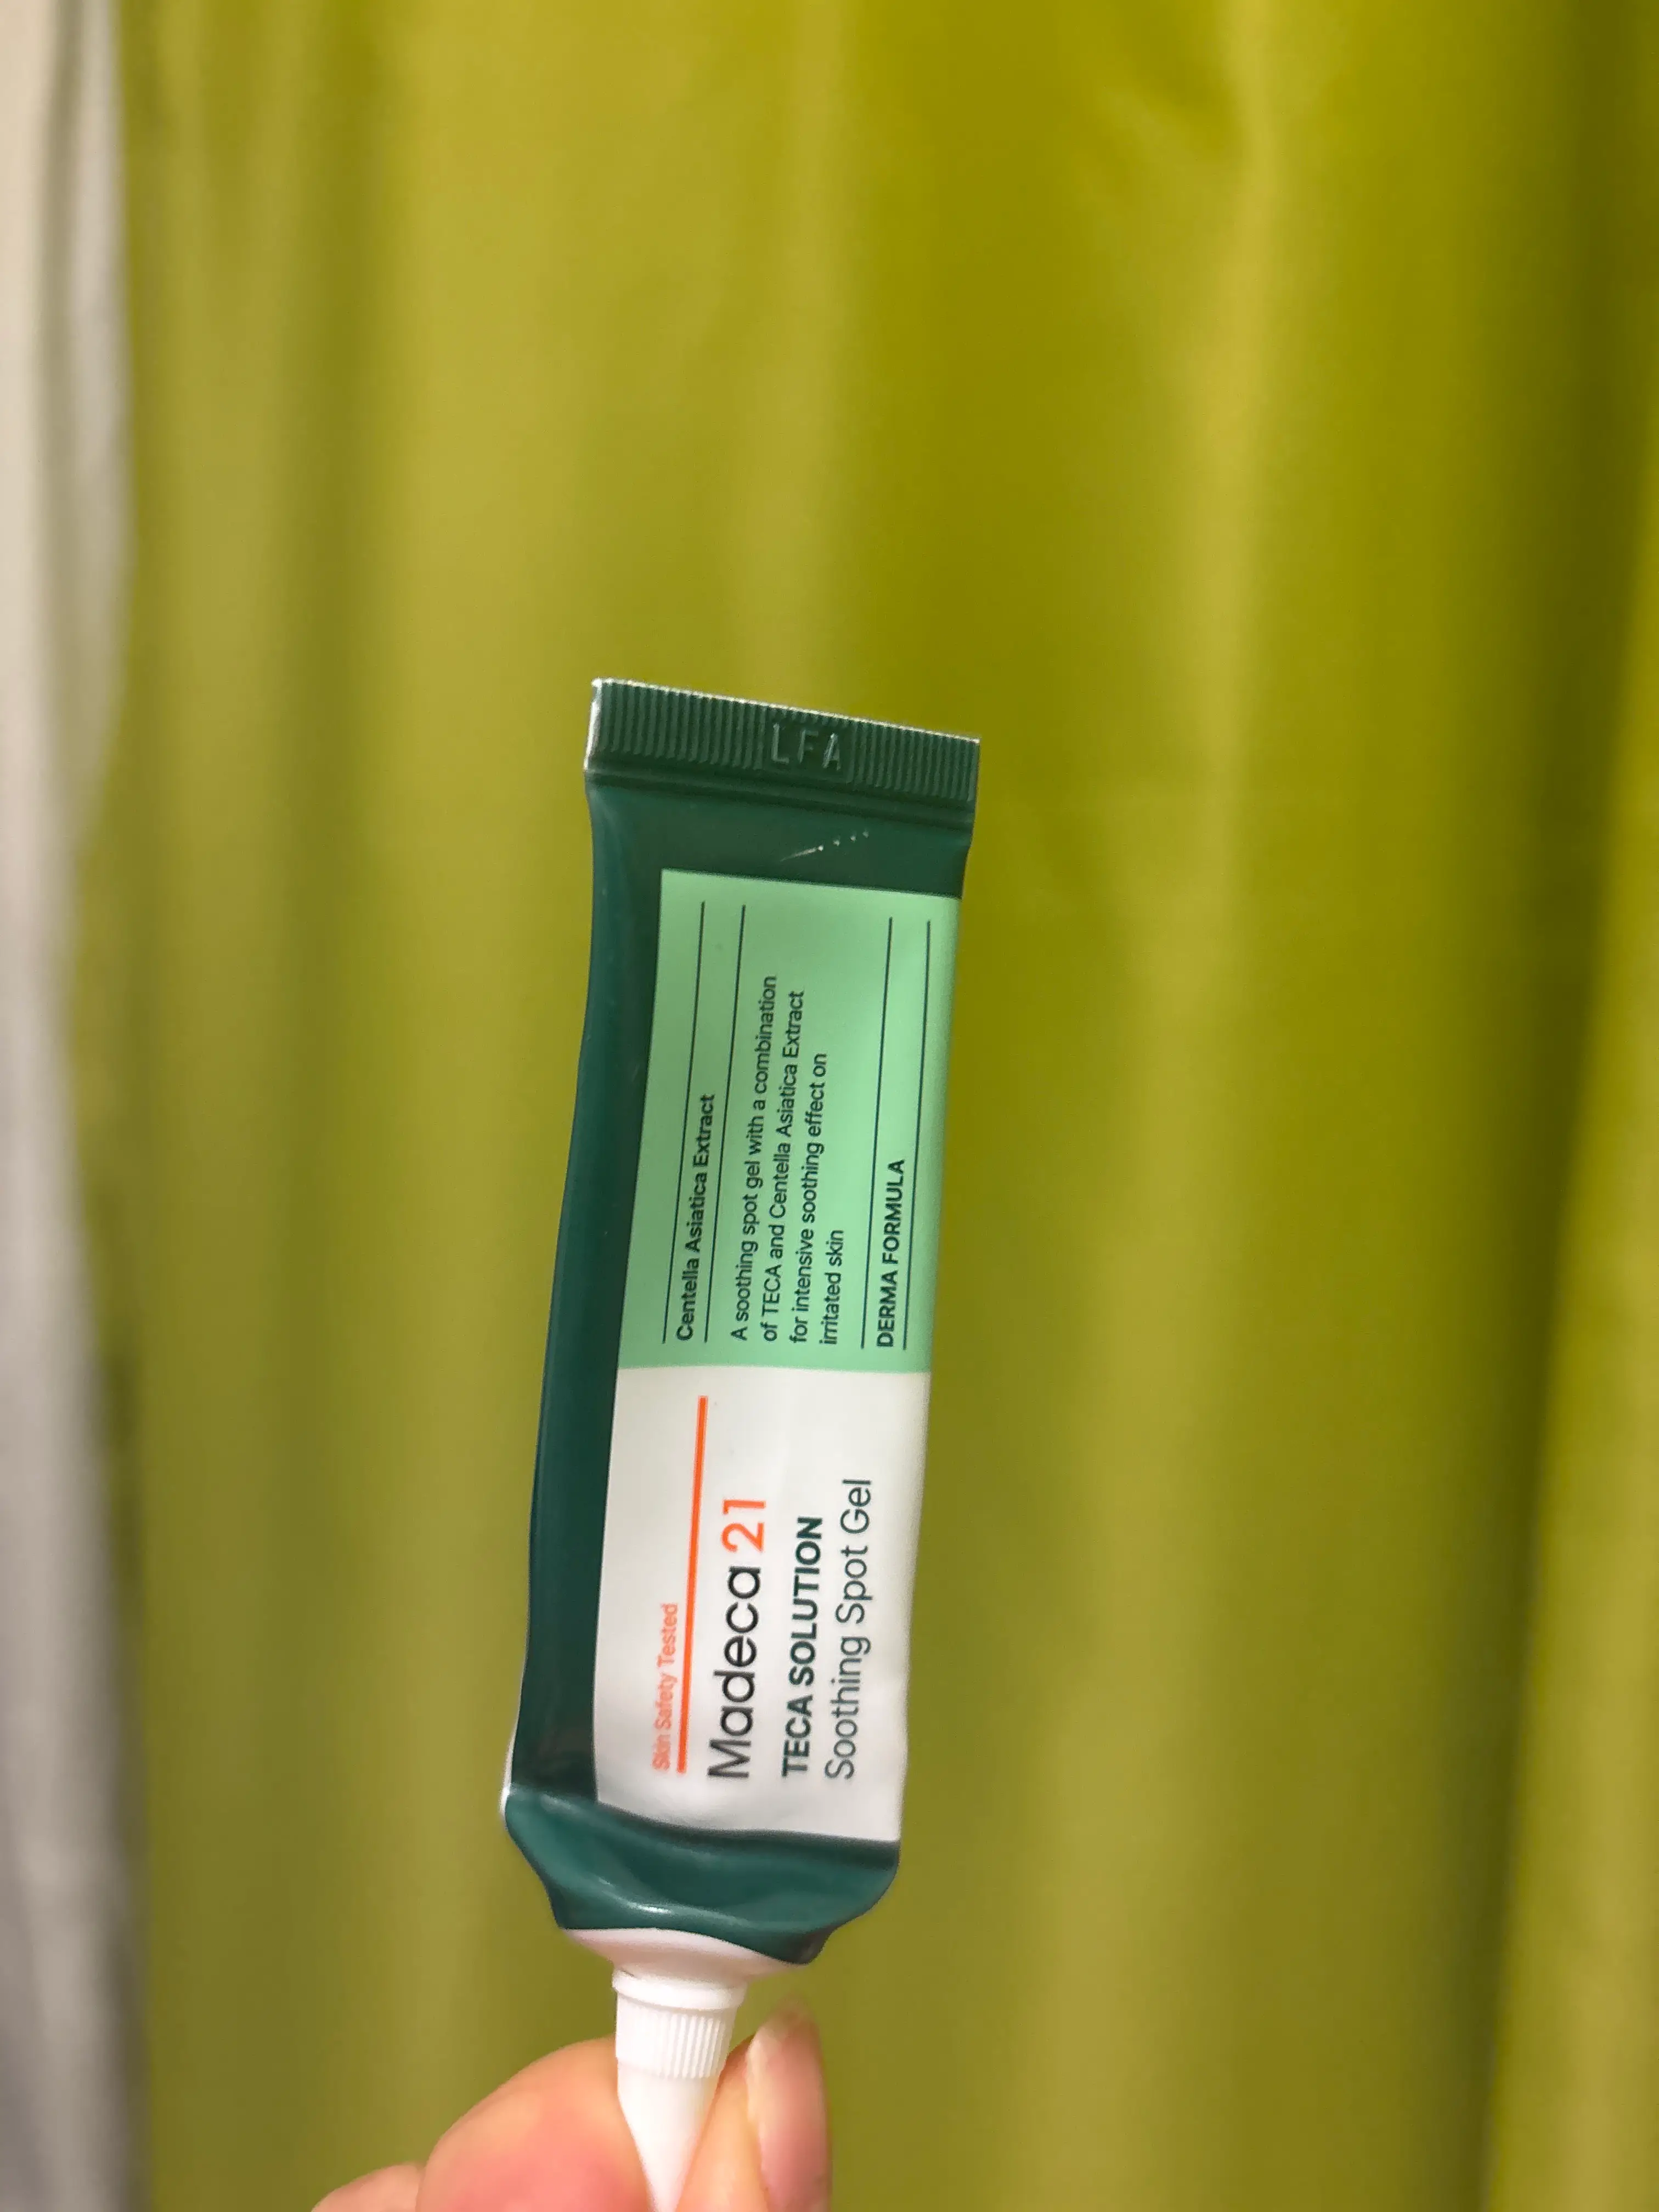 Skin Safety Tested
Madeca 21
TECA SOLUTION
Soothing Spot Gel
Centella Asiatica Extract
A soothing spot gel with a combination
of TECA and Centella Asiatica Extract
for intensive soothing effect on
irritated skin
DERMA FORMULA
LFA